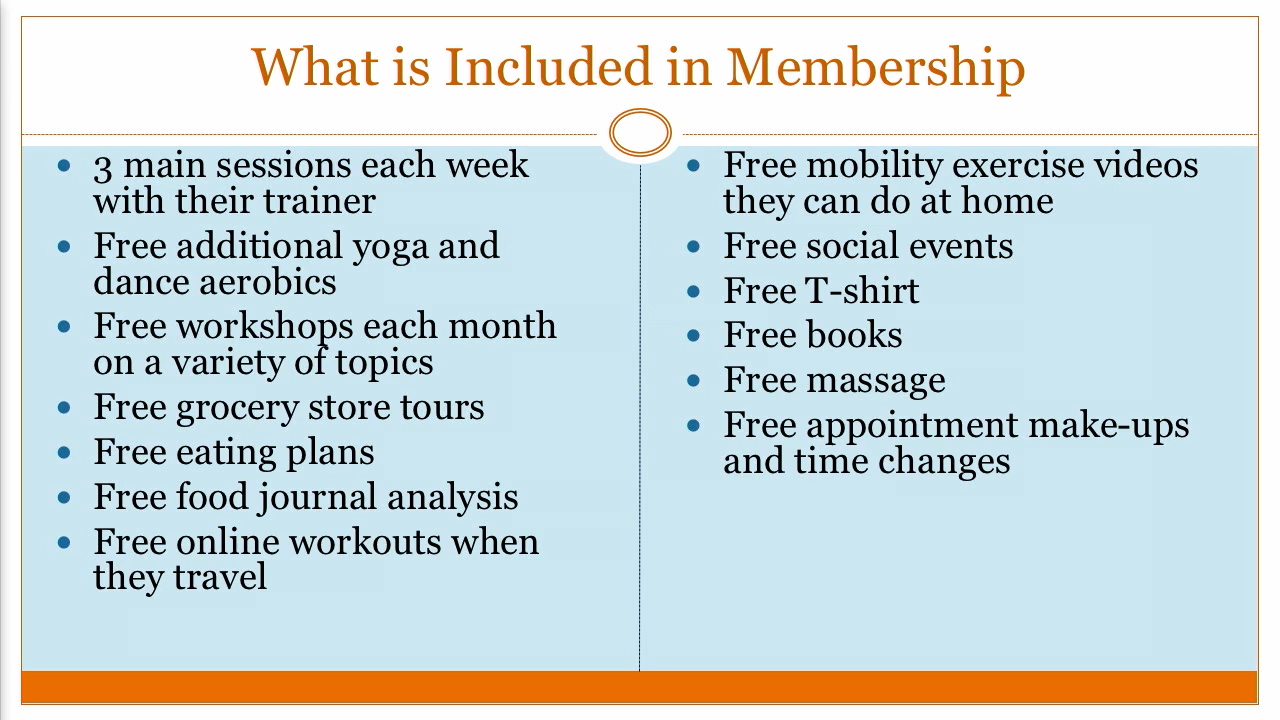 What is Included in Membership
3 main sessions each week
with their trainer
Free additional yoga and
dance aerobics
Free workshops each month
on a variety of topics
Free grocery store tours
Free eating plans
Free food journal analysis
Free online workouts when
they travel
Free mobility exercise videos
they can do at home
Free social events
Free T-shirt
Free books
Free massage
Free appointment make-ups
and time changes